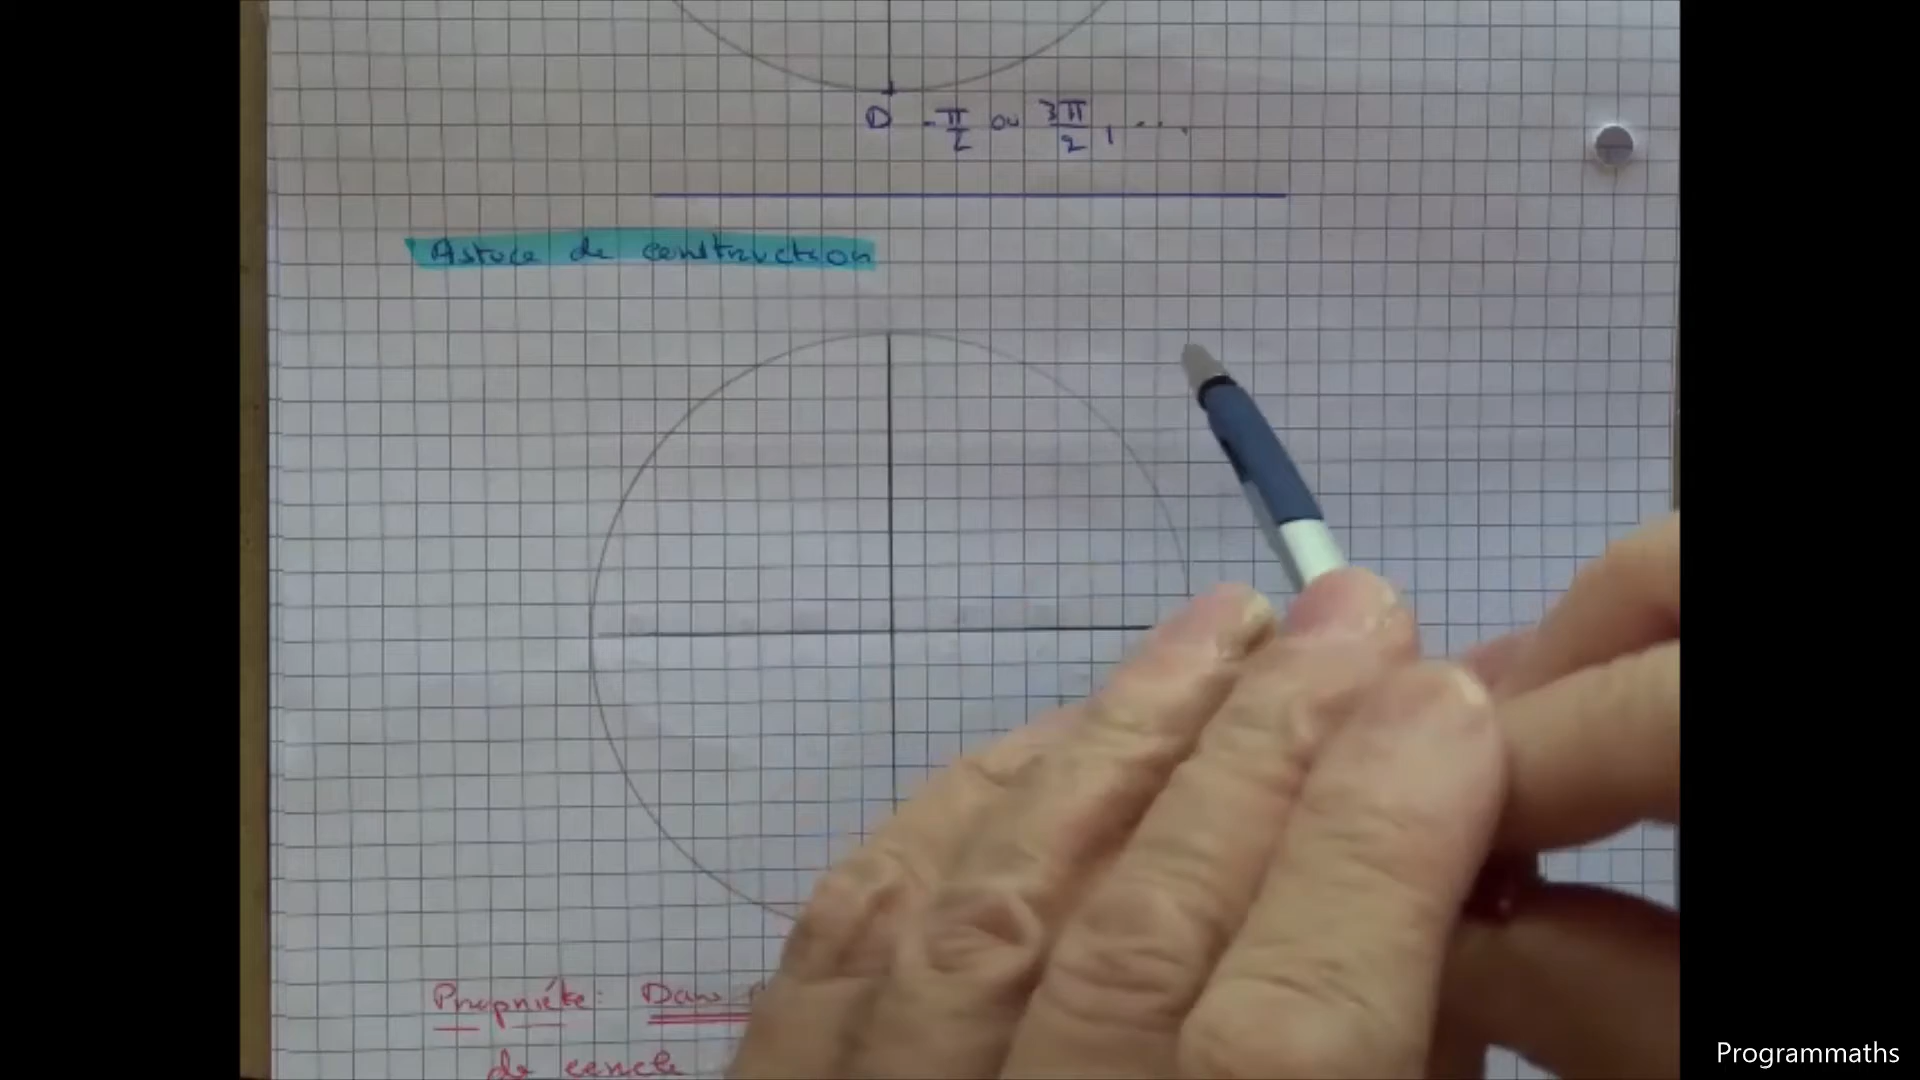 D -π/2 ou 3π/2, ...
Astuce de construction
Propriété: Dans
de cercle
Programmaths